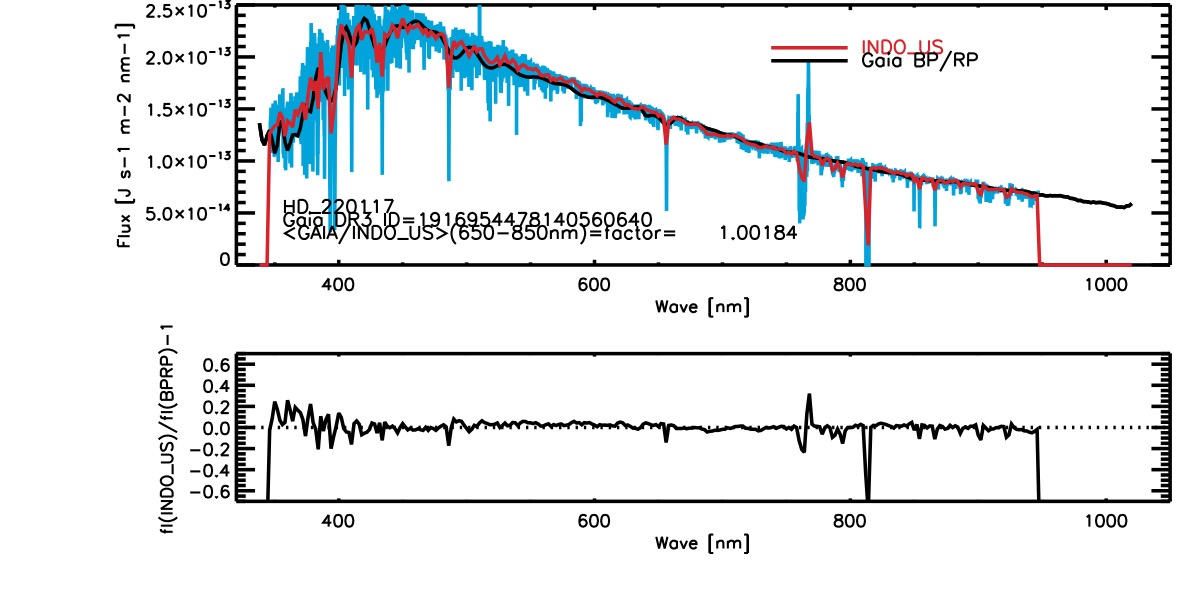 2.5×10−13
2.0×10−13
1.5×10−13
1.0×10−13
5.0×10−14
0
Flux [J s−1 m−2 nm−1]
INDO_US
Gaia BP/RP
HD_220117
Gaia DR3 ID=1916954478140560640
<GAIA/INDO_US>(650−850nm)=factor= 1.00184
400 600 800 1000
Wave [nm]
fl(INDO_US)/fl(BPRP)−1
0.6
0.4
0.2
0.0
−0.2
−0.4
−0.6
400 600 800 1000
Wave [nm]